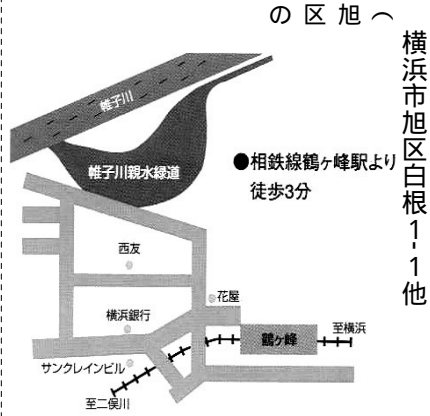 旭区の
横浜市旭区白根1-1他
帷子川
帷子川親水緑道
●相鉄線鶴ヶ峰駅より
徒歩3分
西友
花屋
横浜銀行
鶴ヶ峰
至横浜
サンクレインビル
至二俣川